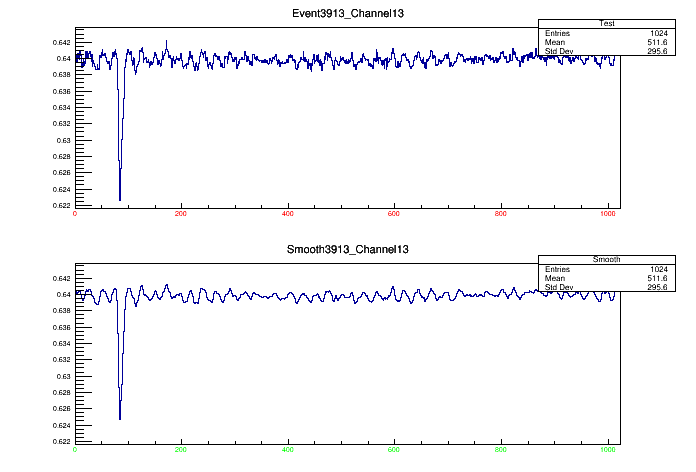 Event3913_Channel13
Test
Entries 1024
Mean 511.6
Std Dev 295.6
0.642
0.64
0.638
0.636
0.634
0.632
0.63
0.628
0.626
0.624
0.622
0 200 400 600 800 1000
Smooth3913_Channel13
Smooth
Entries 1024
Mean 511.6
Std Dev 295.6
0.642
0.64
0.638
0.636
0.634
0.632
0.63
0.628
0.626
0.624
0.622
0 200 400 600 800 1000